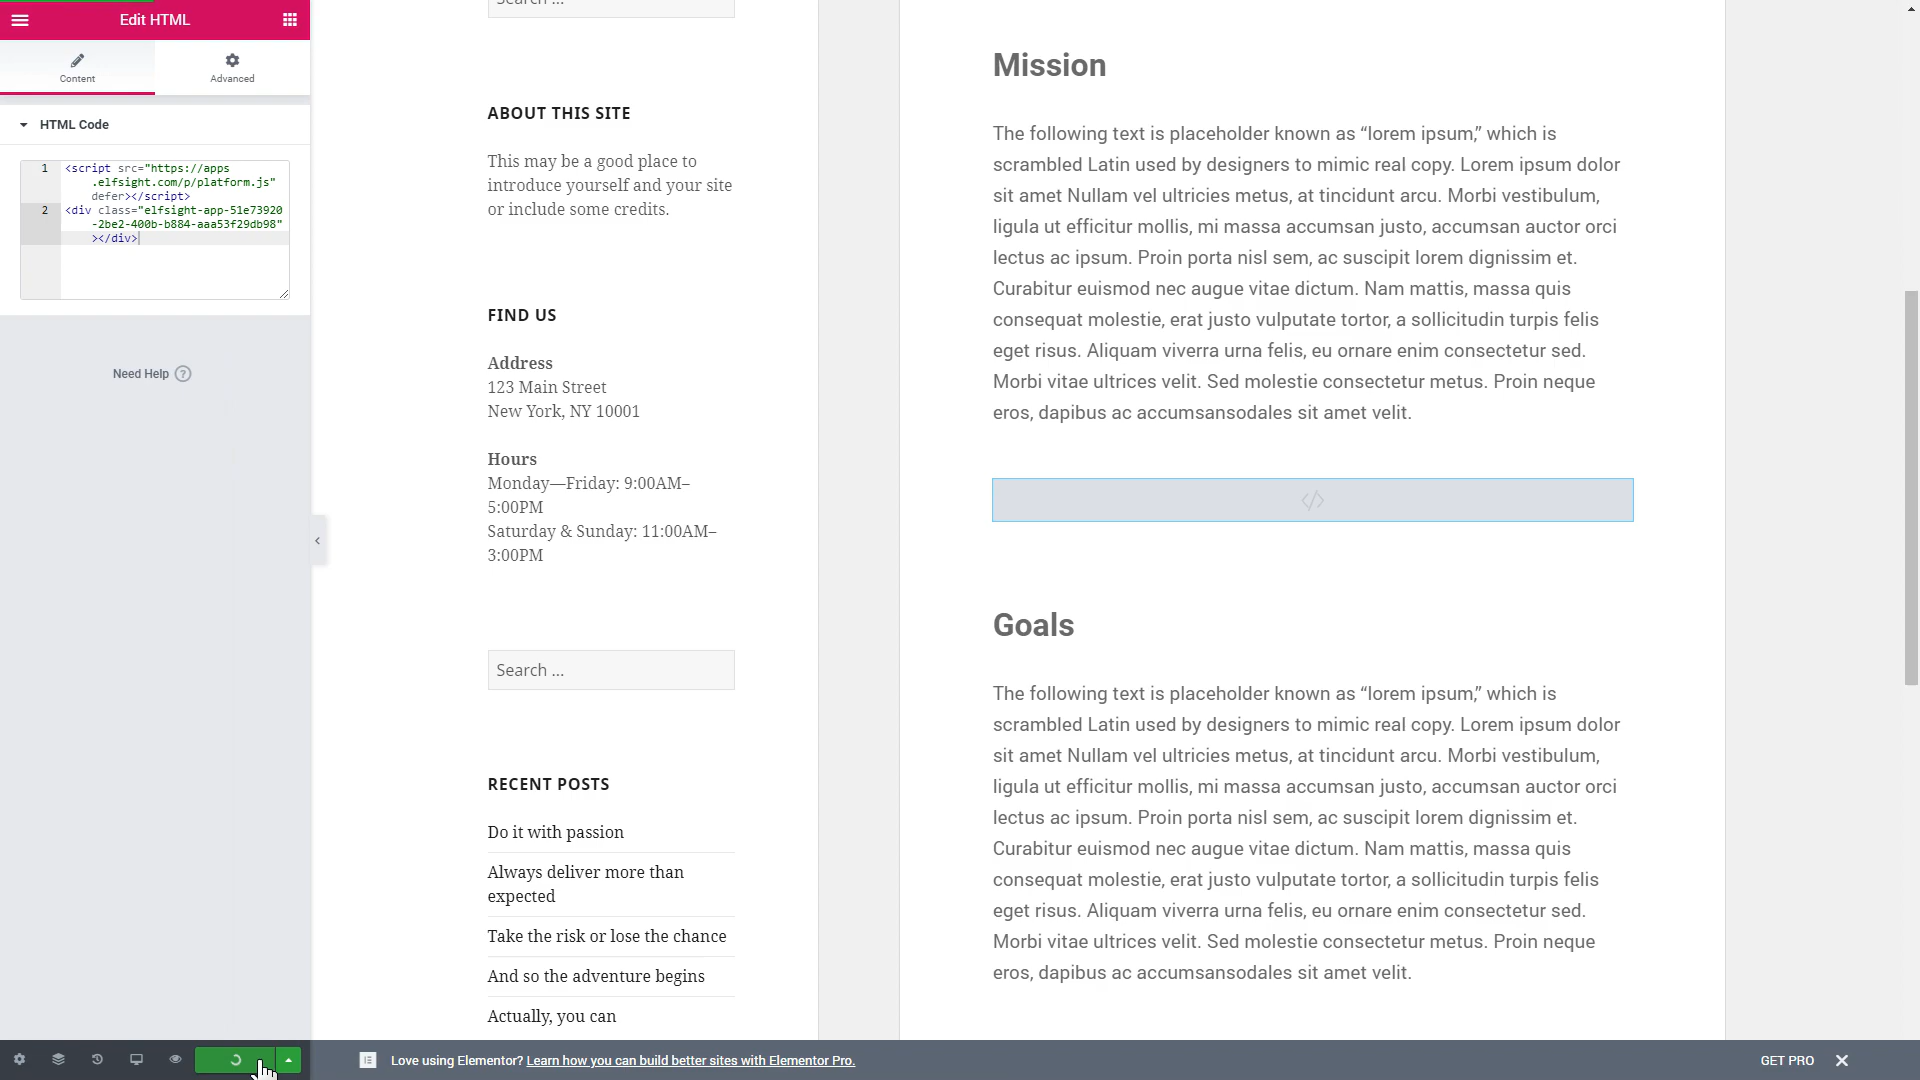 Edit HTML
Content
Advanced
HTML Code
1 <script src="https://apps
.elfsight.com/p/platform.js"
defer></script>
2 <div class="elfsight-app-51e73920
-2be2-400b-b884-aaa53f29db98"
></div>
Need Help ?
Search ...
ABOUT THIS SITE
This may be a good place to
introduce yourself and your site
or include some credits.
FIND US
Address
123 Main Street
New York, NY 10001
Hours
Monday—Friday: 9:00AM–
5:00PM
Saturday & Sunday: 11:00AM–
3:00PM
Search ...
RECENT POSTS
Do it with passion
Always deliver more than
expected
Take the risk or lose the chance
And so the adventure begins
Actually, you can
Mission
The following text is placeholder known as “lorem ipsum,” which is
scrambled Latin used by designers to mimic real copy. Lorem ipsum dolor
sit amet Nullam vel ultricies metus, at tincidunt arcu. Morbi vestibulum,
ligula ut efficitur mollis, mi massa accumsan justo, accumsan auctor orci
lectus ac ipsum. Proin porta nisl sem, ac suscipit lorem dignissim et.
Curabitur euismod nec augue vitae dictum. Nam mattis, massa quis
consequat molestie, erat justo vulputate tortor, a sollicitudin turpis felis
eget risus. Aliquam viverra urna felis, eu ornare enim consectetur sed.
Morbi vitae ultrices velit. Sed molestie consectetur metus. Proin neque
eros, dapibus ac accumsansodales sit amet velit.
Goals
The following text is placeholder known as “lorem ipsum,” which is
scrambled Latin used by designers to mimic real copy. Lorem ipsum dolor
sit amet Nullam vel ultricies metus, at tincidunt arcu. Morbi vestibulum,
ligula ut efficitur mollis, mi massa accumsan justo, accumsan auctor orci
lectus ac ipsum. Proin porta nisl sem, ac suscipit lorem dignissim et.
Curabitur euismod nec augue vitae dictum. Nam mattis, massa quis
consequat molestie, erat justo vulputate tortor, a sollicitudin turpis felis
eget risus. Aliquam viverra urna felis, eu ornare enim consectetur sed.
Morbi vitae ultrices velit. Sed molestie consectetur metus. Proin neque
eros, dapibus ac accumsansodales sit amet velit.
Love using Elementor? Learn how you can build better sites with Elementor Pro.
GET PRO